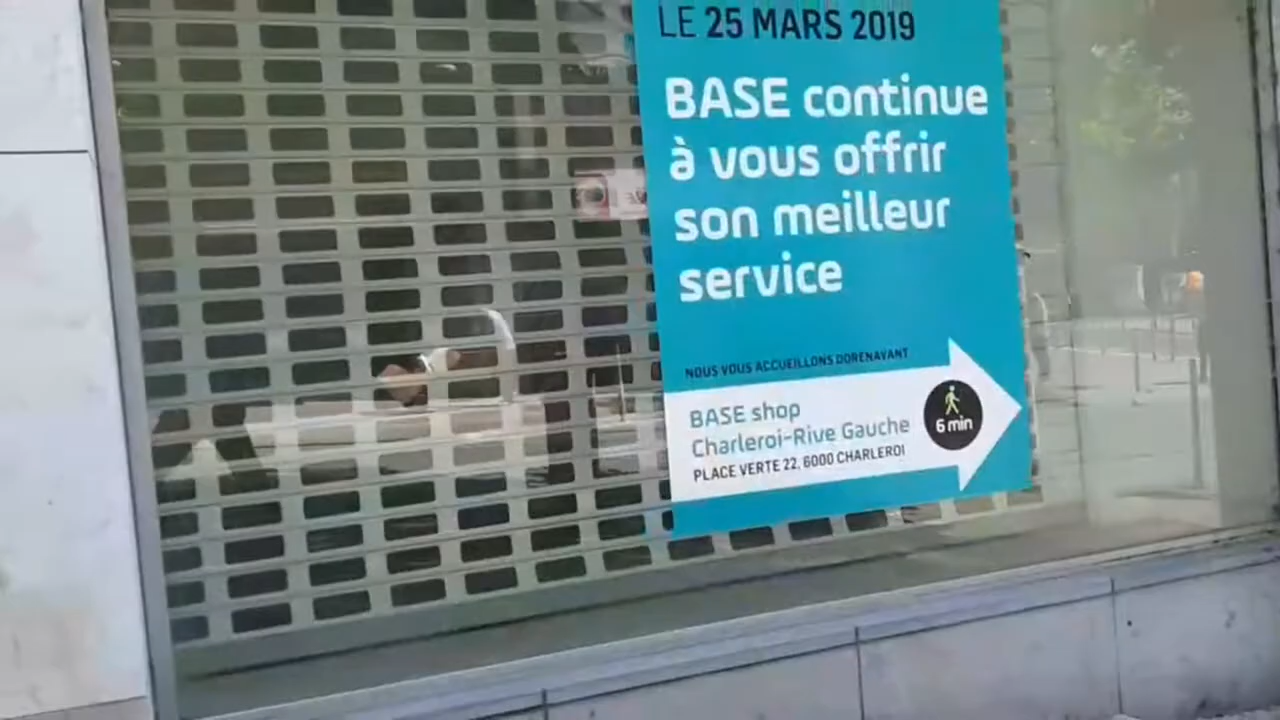 LE 25 MARS 2019
BASE continue
à vous offrir
son meilleur
service
NOUS VOUS ACCUEILLONS DORENAVANT
BASE shop
Charleroi-Rive Gauche
PLACE VERTE 22, 6000 CHARLEROI
6 min